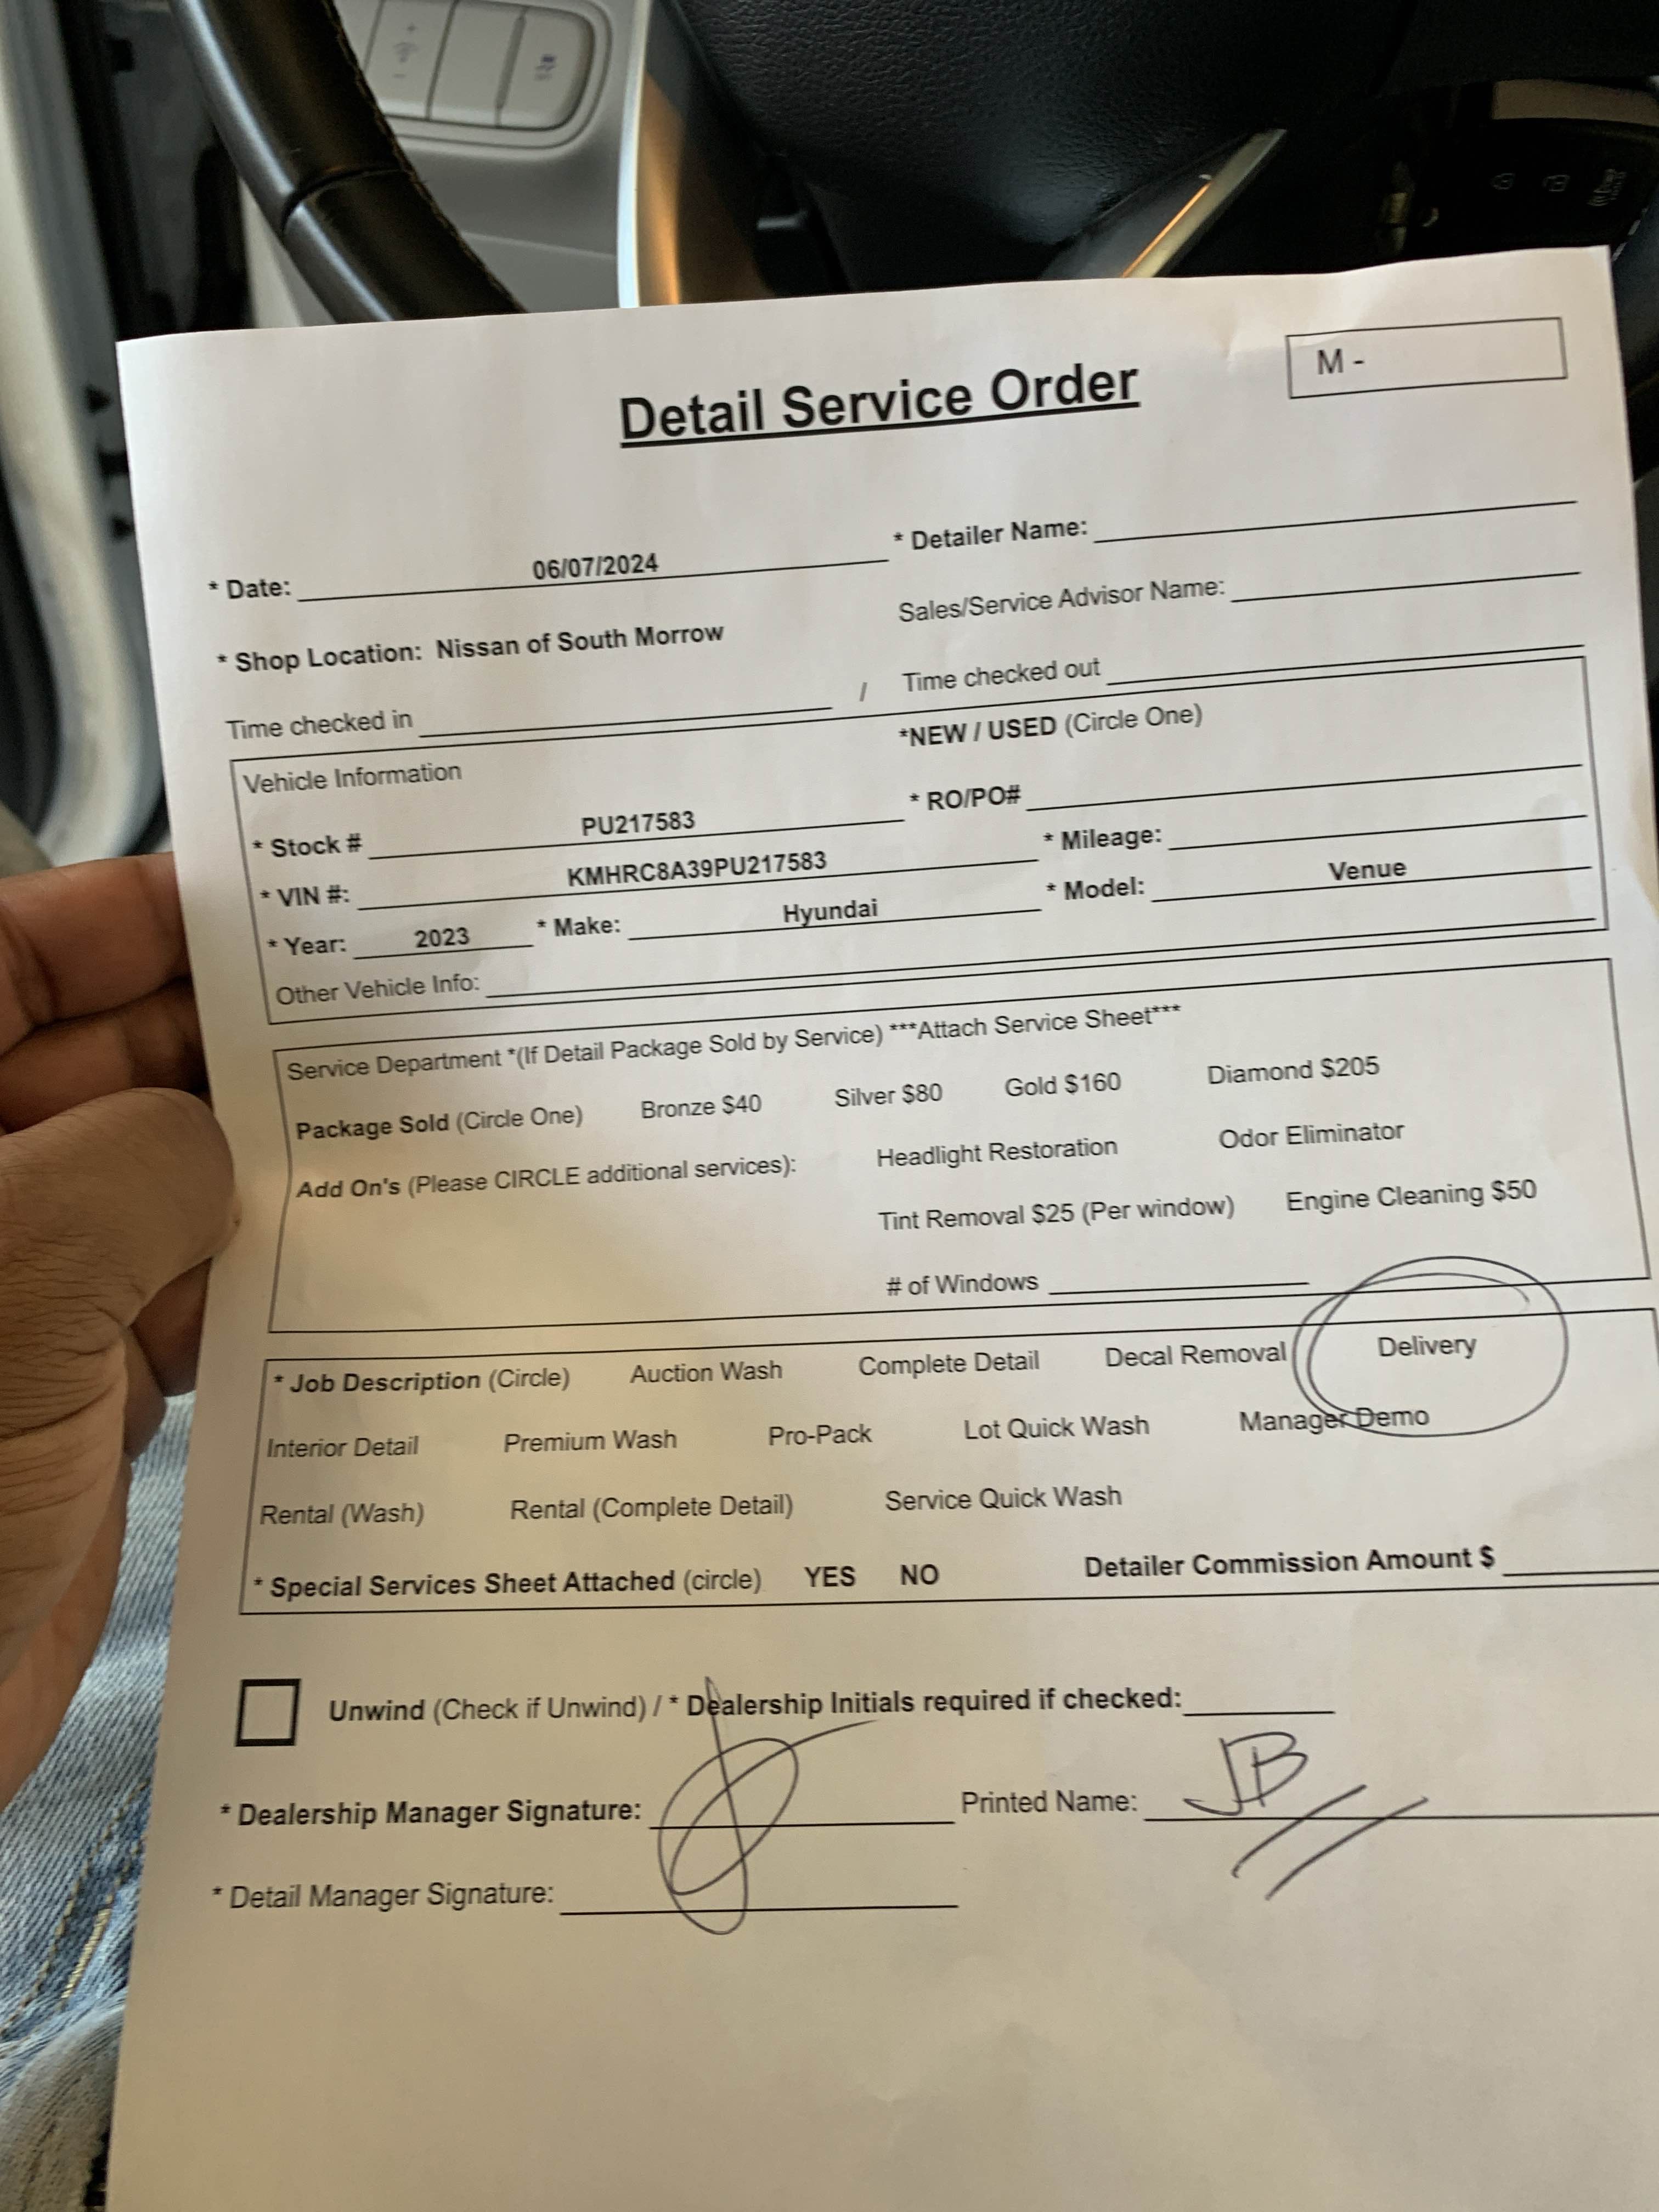 M -
Detail Service Order
* Date: 06/07/2024 * Detailer Name:
* Shop Location: Nissan of South Morrow Sales/Service Advisor Name:
Time checked in / Time checked out
Vehicle Information *NEW / USED (Circle One)
* Stock # PU217583 * RO/PO#
* VIN #: KMHRC8A39PU217583 * Mileage:
* Year: 2023 * Make: Hyundai * Model: Venue
Other Vehicle Info:
Service Department *(If Detail Package Sold by Service) ***Attach Service Sheet***
Package Sold (Circle One) Bronze $40 Silver $80 Gold $160 Diamond $205
Add On's (Please CIRCLE additional services): Headlight Restoration Odor Eliminator
Tint Removal $25 (Per window) Engine Cleaning $50
# of Windows
* Job Description (Circle) Auction Wash Complete Detail Decal Removal Delivery
Interior Detail Premium Wash Pro-Pack Lot Quick Wash Manager Demo
Rental (Wash) Rental (Complete Detail) Service Quick Wash
* Special Services Sheet Attached (circle) YES NO Detailer Commission Amount $
Unwind (Check if Unwind) / * Dealership Initials required if checked:
* Dealership Manager Signature: Printed Name: JB
* Detail Manager Signature: